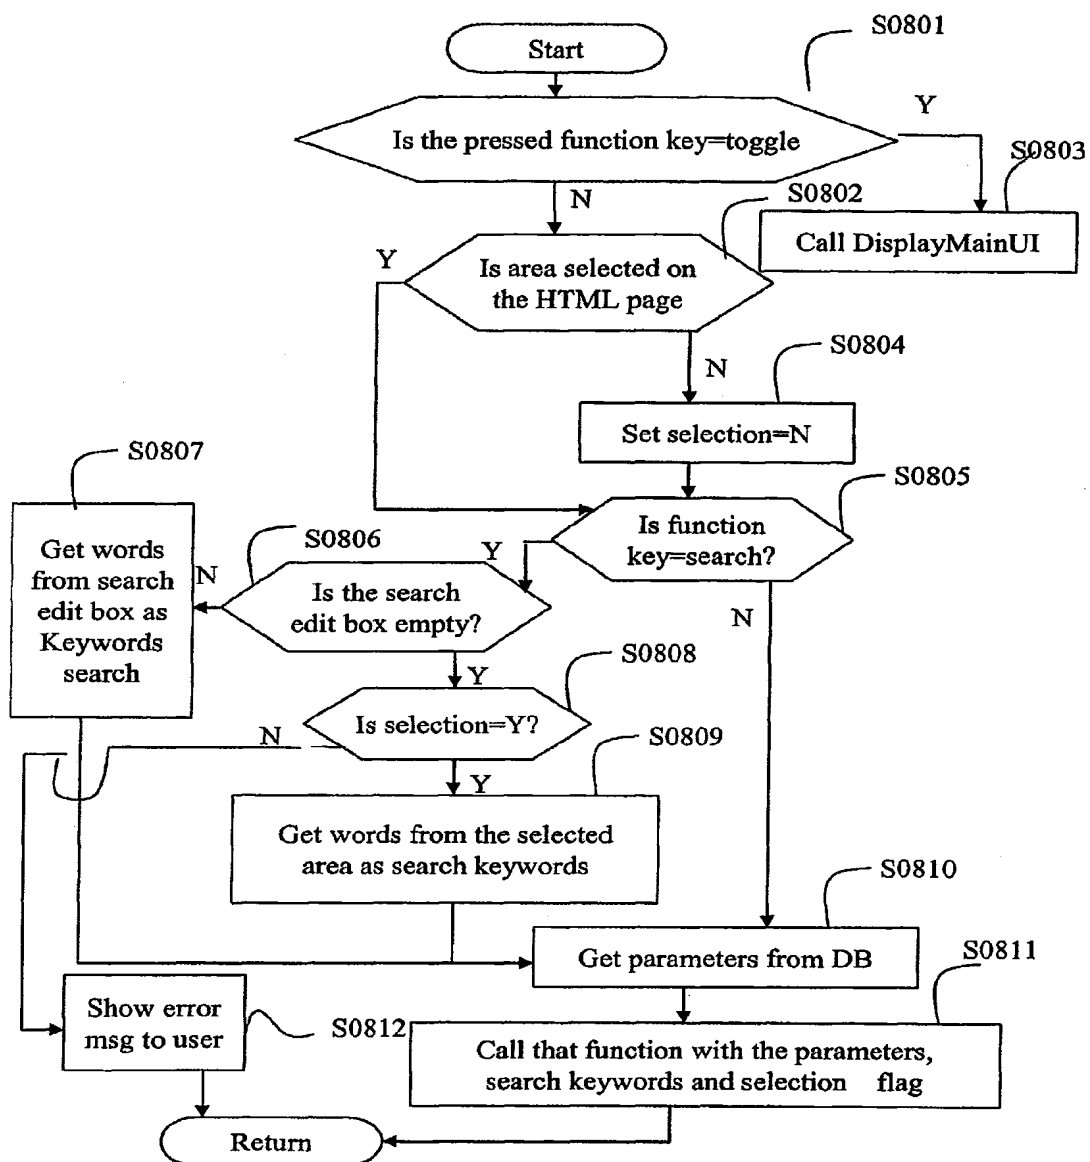 S0801
Start
Y
Is the pressed function key=toggle
S0803
N
S0802
Call DisplayMainUI
Y
Is area selected on
the HTML page
S0804
N
Set selection=N
S0807
S0805
Is function
key=search?
Get words
from search
edit box as
Keywords
search
S0806
Y
N
Is the search
edit box empty?
N
S0808
Y
Is selection=Y?
N
S0809
Y
Get words from the selected
area as search keywords
S0810
Get parameters from DB
S0811
Show error
msg to user
S0812
Call that function with the parameters,
search keywords and selection flag
Return